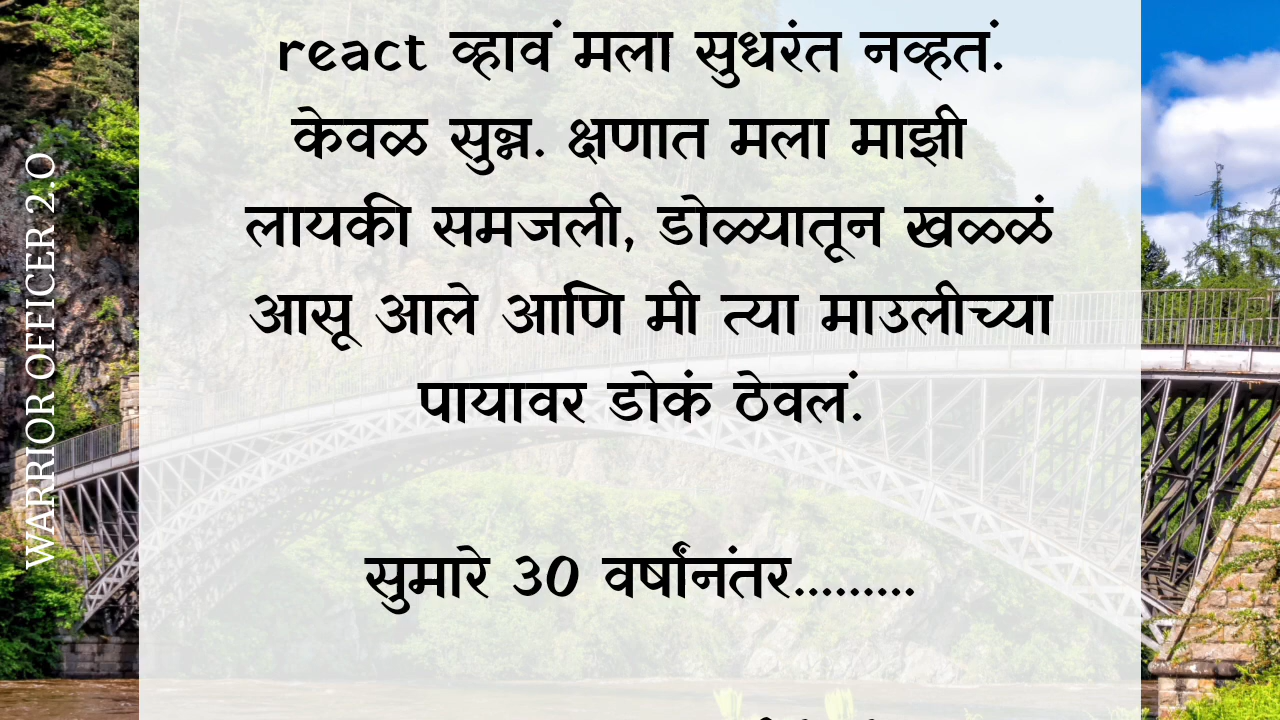 WARRIOR OFFICER 2.0
react व्हावं मला सुधरंत नव्हतं.
केवळ सुन्न. क्षणात मला माझी
लायकी समजली, डोळ्यातून खळ्ळं
आसू आले आणि मी त्या माउलीच्या
पायावर डोकं ठेवलं.
सुमारे 30 वर्षांनंतर.........